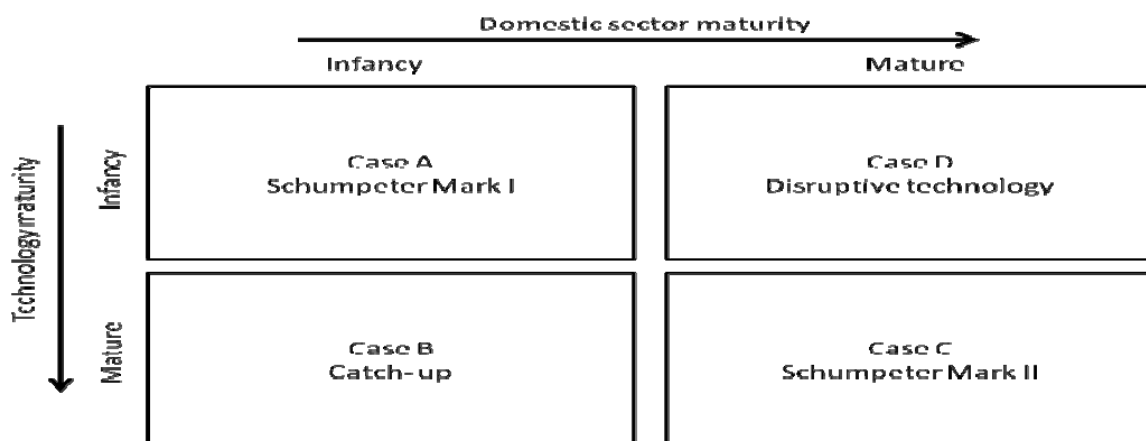 Domestic sector maturity
Infancy
Mature
Technology maturity
Infancy
Case A
Schumpeter Mark I
Case D
Disruptive technology
Mature
Case B
Catch-up
Case C
Schumpeter Mark II